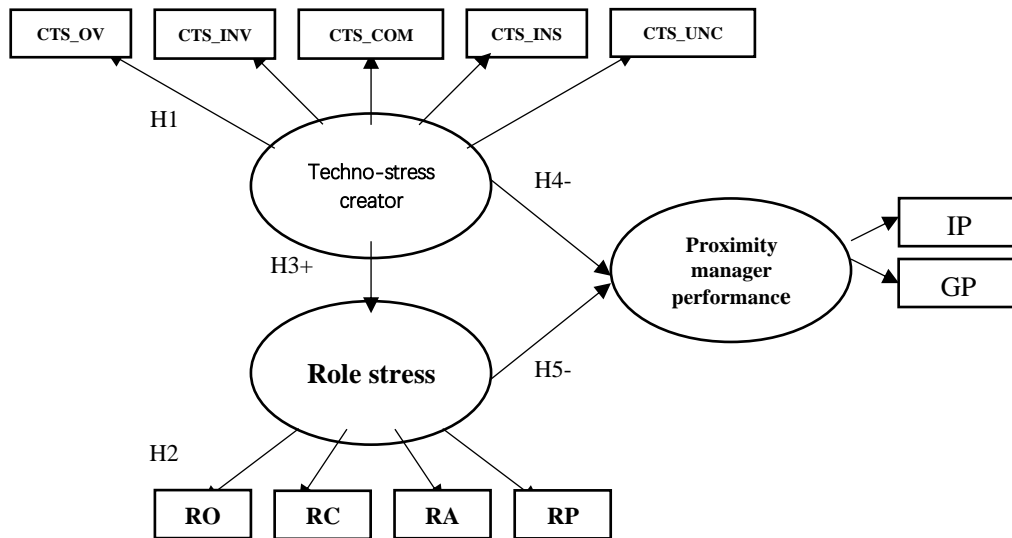 CTS_OV
CTS_INV
CTS_COM
CTS_INS
CTS_UNC
H1
Techno-stress
creator
H4-
Proximity
manager
performance
IP
GP
H3+
Role stress
H5-
H2
RO
RC
RA
RP